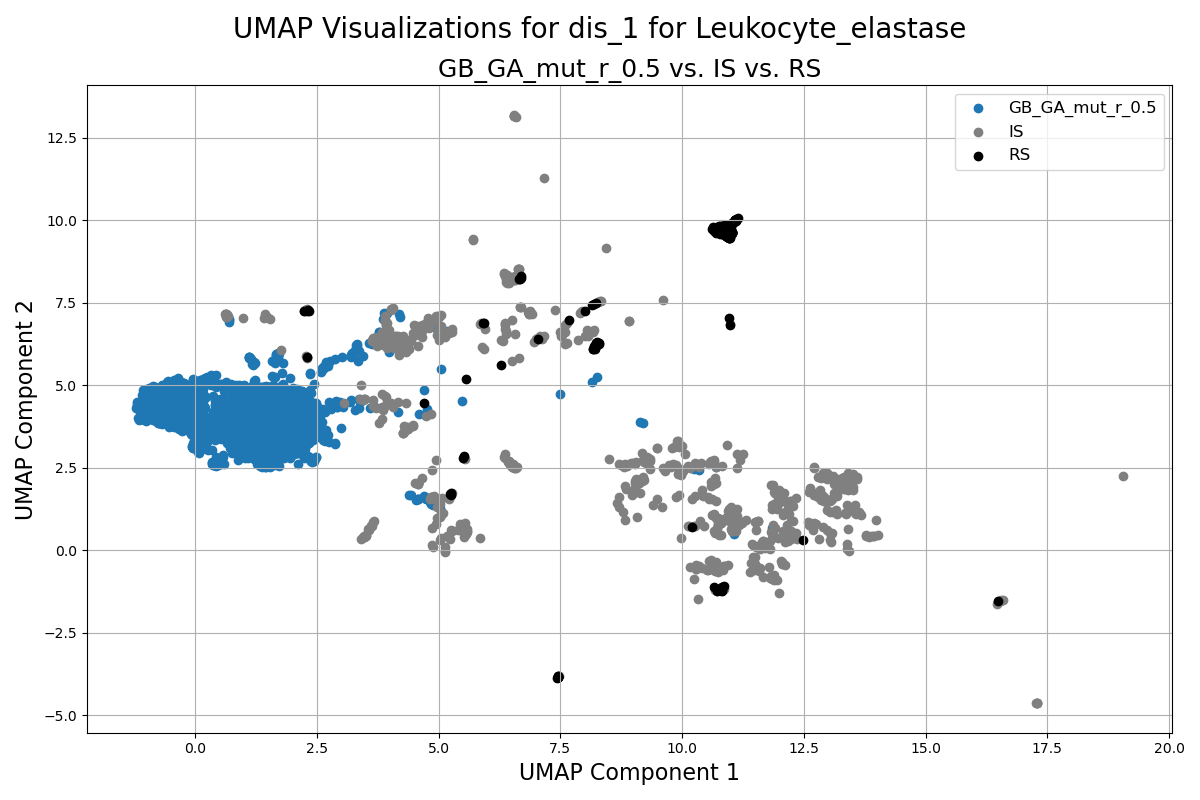 UMAP Visualizations for dis_1 for Leukocyte_elastase
GB_GA_mut_r_0.5 vs. IS vs. RS
GB_GA_mut_r_0.5
IS
RS
UMAP Component 2
12.5
10.0
7.5
5.0
2.5
0.0
−2.5
−5.0
0.0 2.5 5.0 7.5 10.0 12.5 15.0 17.5 20.0
UMAP Component 1